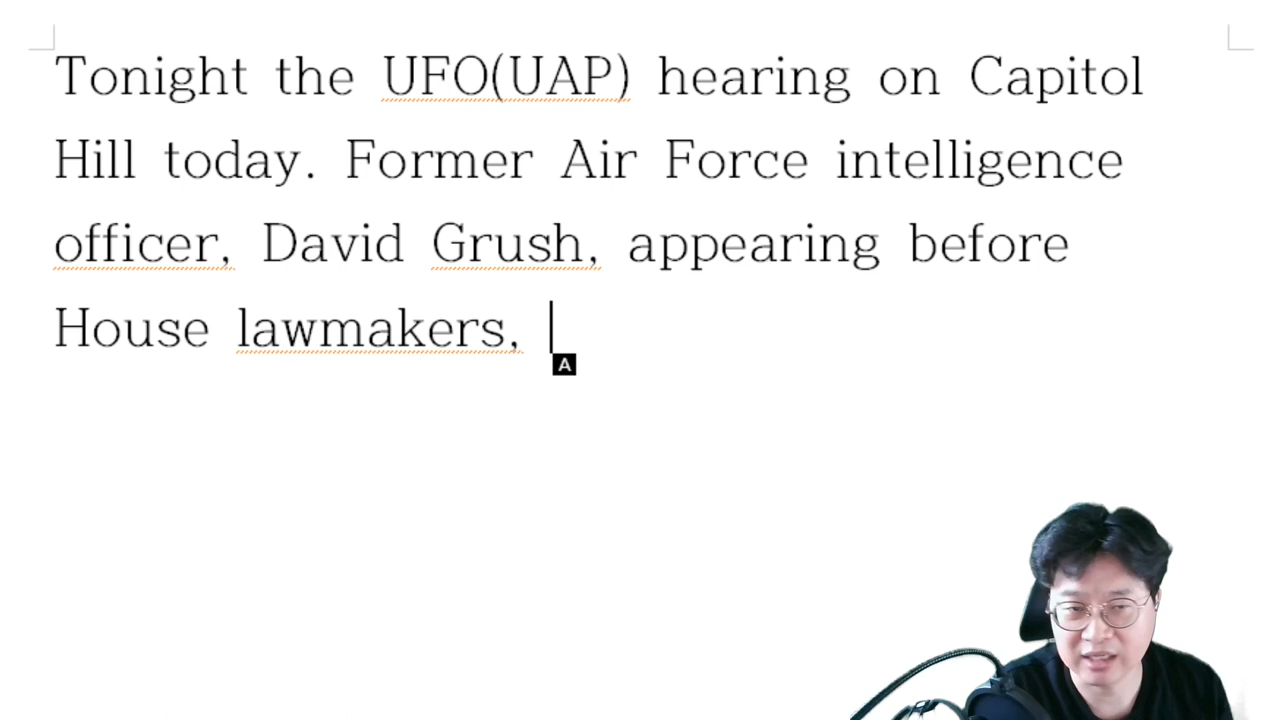 Tonight the UFO(UAP) hearing on Capitol
Hill today. Former Air Force intelligence
officer, David Grush, appearing before
House lawmakers,
A